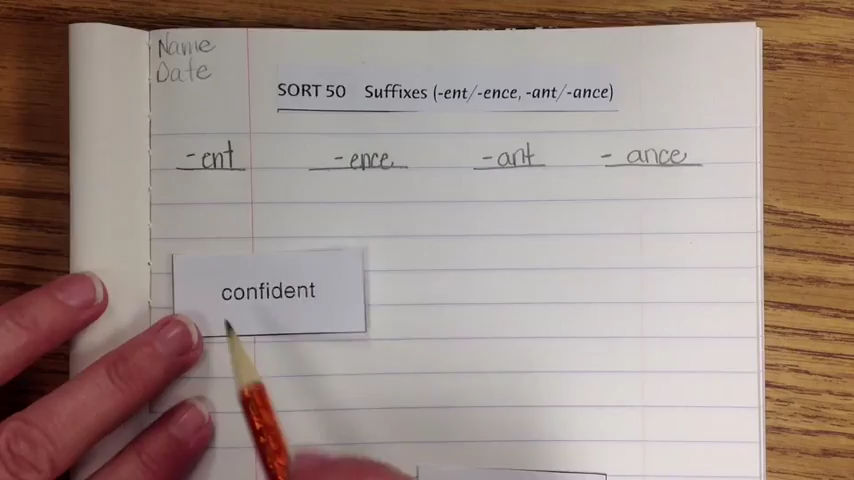 Name
Date
SORT 50 Suffixes (-ent/-ence, -ant/-ance)
-ent -ence -ant - ance
confident